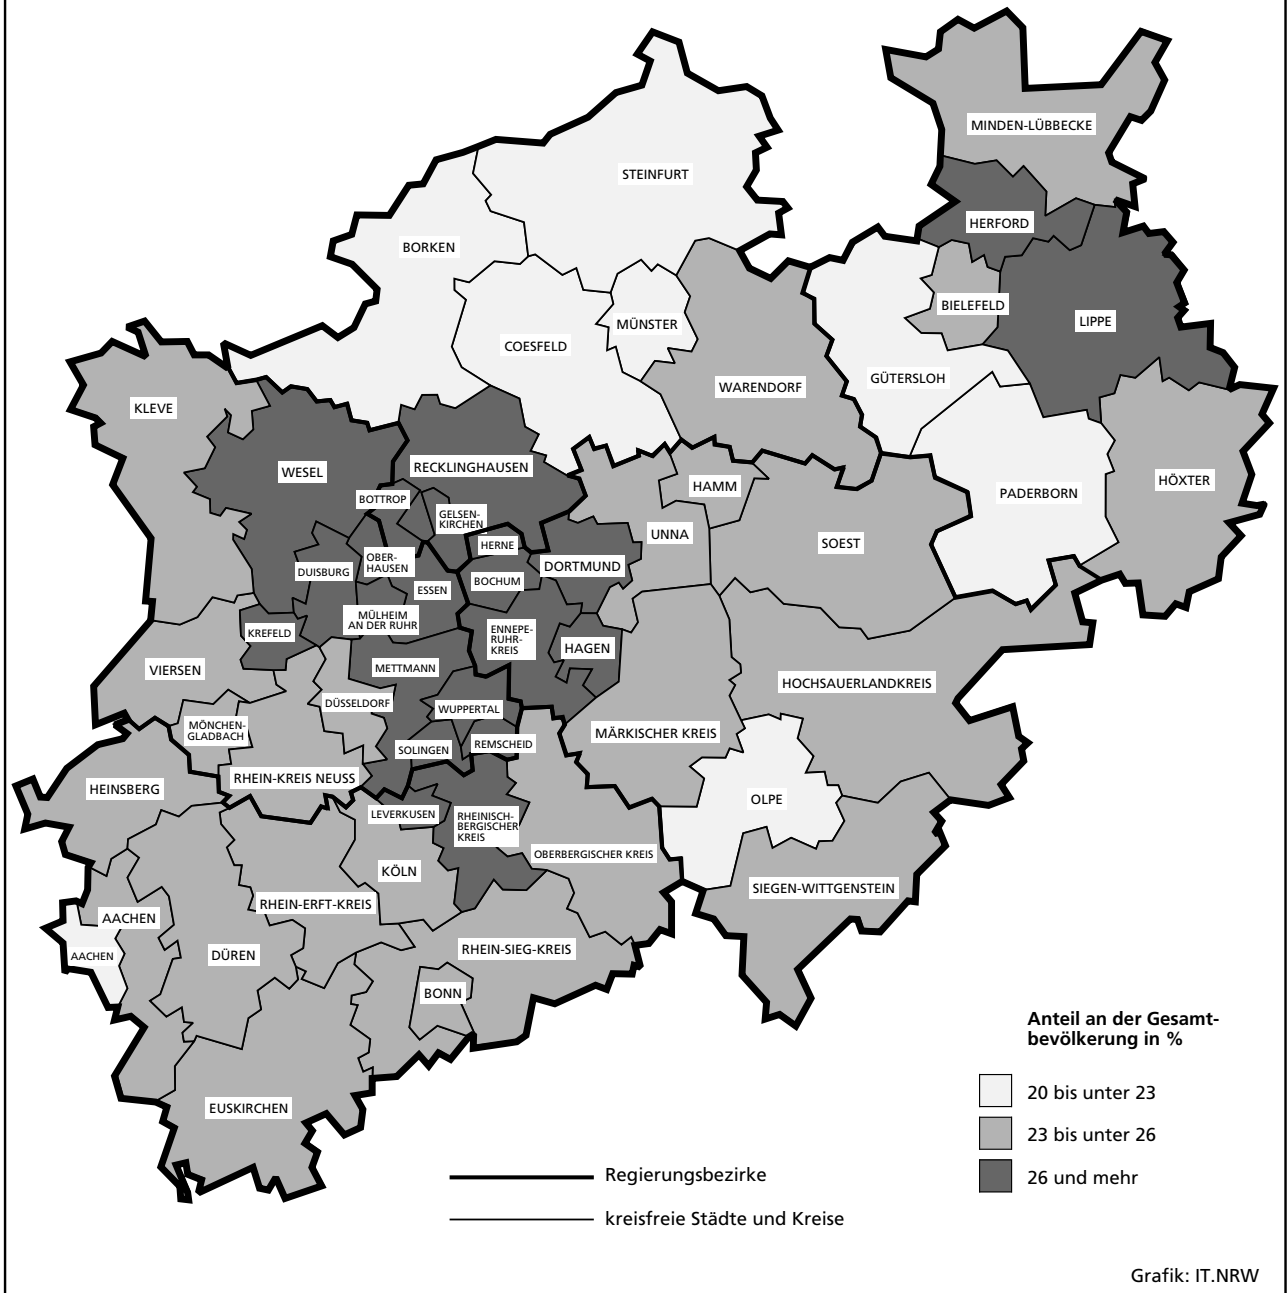 MINDEN-LÜBBECKE
STEINFURT
HERFORD
BORKEN
BIELEFELD
LIPPE
MÜNSTER
COESFELD
GÜTERSLOH
WARENDORF
KLEVE
RECKLINGHAUSEN
WESEL
HÖXTER
HAMM
PADERBORN
BOTTROP
GELSEN-
KIRCHEN
UNNA
SOEST
HERNE
OBER-
HAUSEN
DORTMUND
DUISBURG
BOCHUM
ESSEN
MÜLHEIM
AN DER RUHR
KREFELD
ENNEPE-
RUHR-
KREIS
HAGEN
VIERSEN
METTMANN
HOCHSAUERLANDKREIS
DÜSSELDORF
WUPPERTAL
MÖNCHEN-
GLADBACH
MÄRKISCHER KREIS
SOLINGEN
REMSCHEID
RHEIN-KREIS NEUSS
HEINSBERG
OLPE
LEVERKUSEN
RHEINISCH-
BERGISCHER
KREIS
OBERBERGISCHER KREIS
KÖLN
SIEGEN-WITTGENSTEIN
RHEIN-ERFT-KREIS
AACHEN
RHEIN-SIEG-KREIS
AACHEN
DÜREN
BONN
EUSKIRCHEN
Anteil an der Gesamt-
bevölkerung in %
20 bis unter 23
23 bis unter 26
26 und mehr
Regierungsbezirke
kreisfreie Städte und Kreise
Grafik: IT.NRW